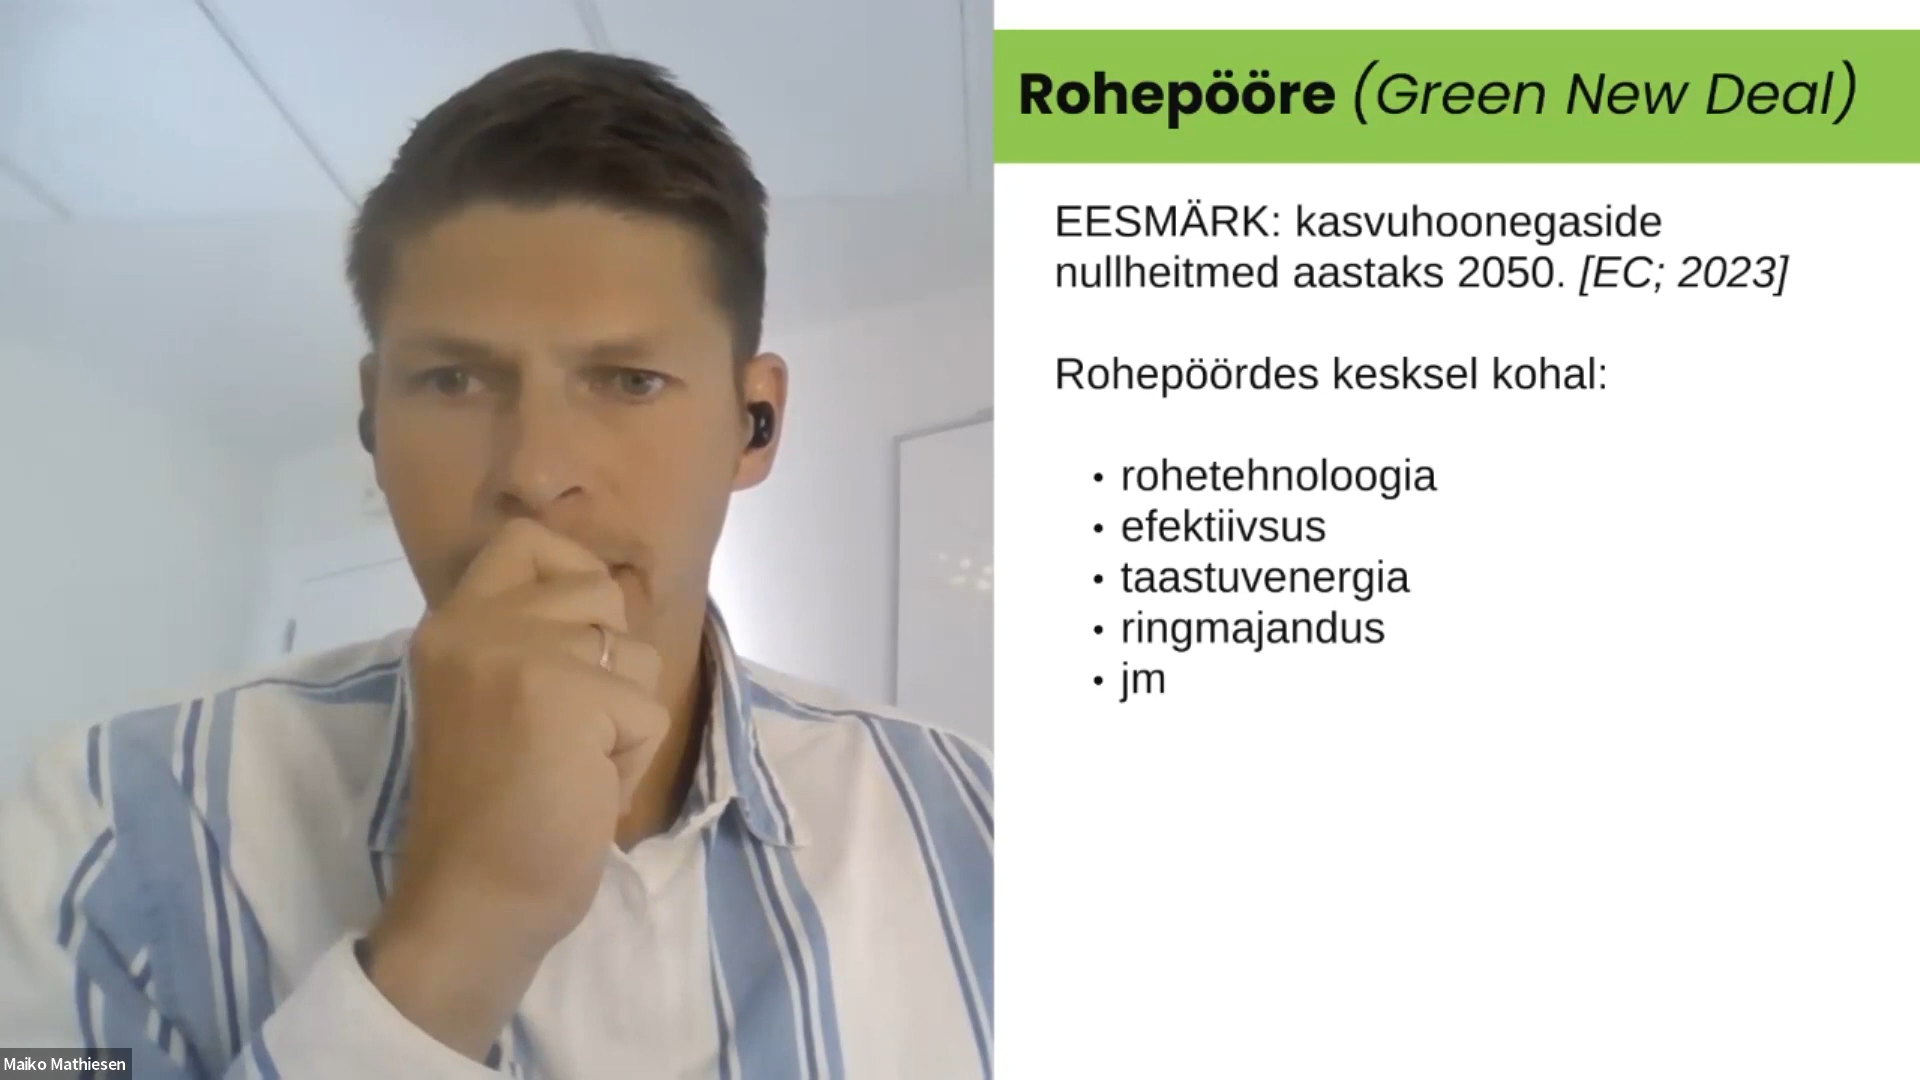 Rohepööre (Green New Deal)
EESMÄRK: kasvuhoonegaside
nullheitmed aastaks 2050. [EC; 2023]
Rohepöördes kesksel kohal:
• rohetehnoloogia
• efektiivsus
• taastuvenergia
• ringmajandus
• jm
Maiko Mathiesen